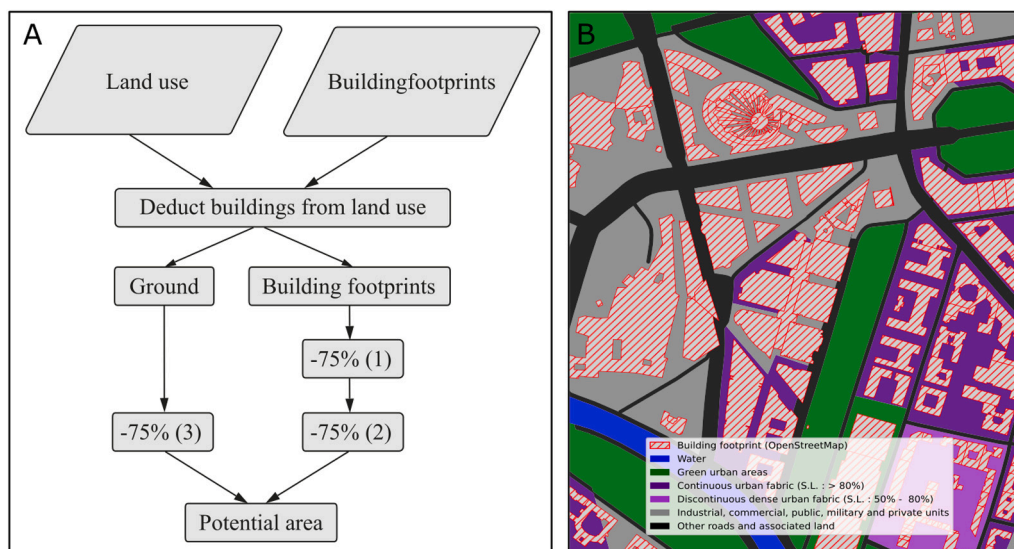 A
Land use
Buildingfootprints
Deduct buildings from land use
Ground
Building footprints
-75% (1)
-75% (3)
-75% (2)
Potential area
B
Building footprint (OpenStreetMap)
Water
Green urban areas
Continuous urban fabric (S.L. : > 80%)
Discontinuous dense urban fabric (S.L. : 50% -  80%)
Industrial, commercial, public, military and private units
Other roads and associated land